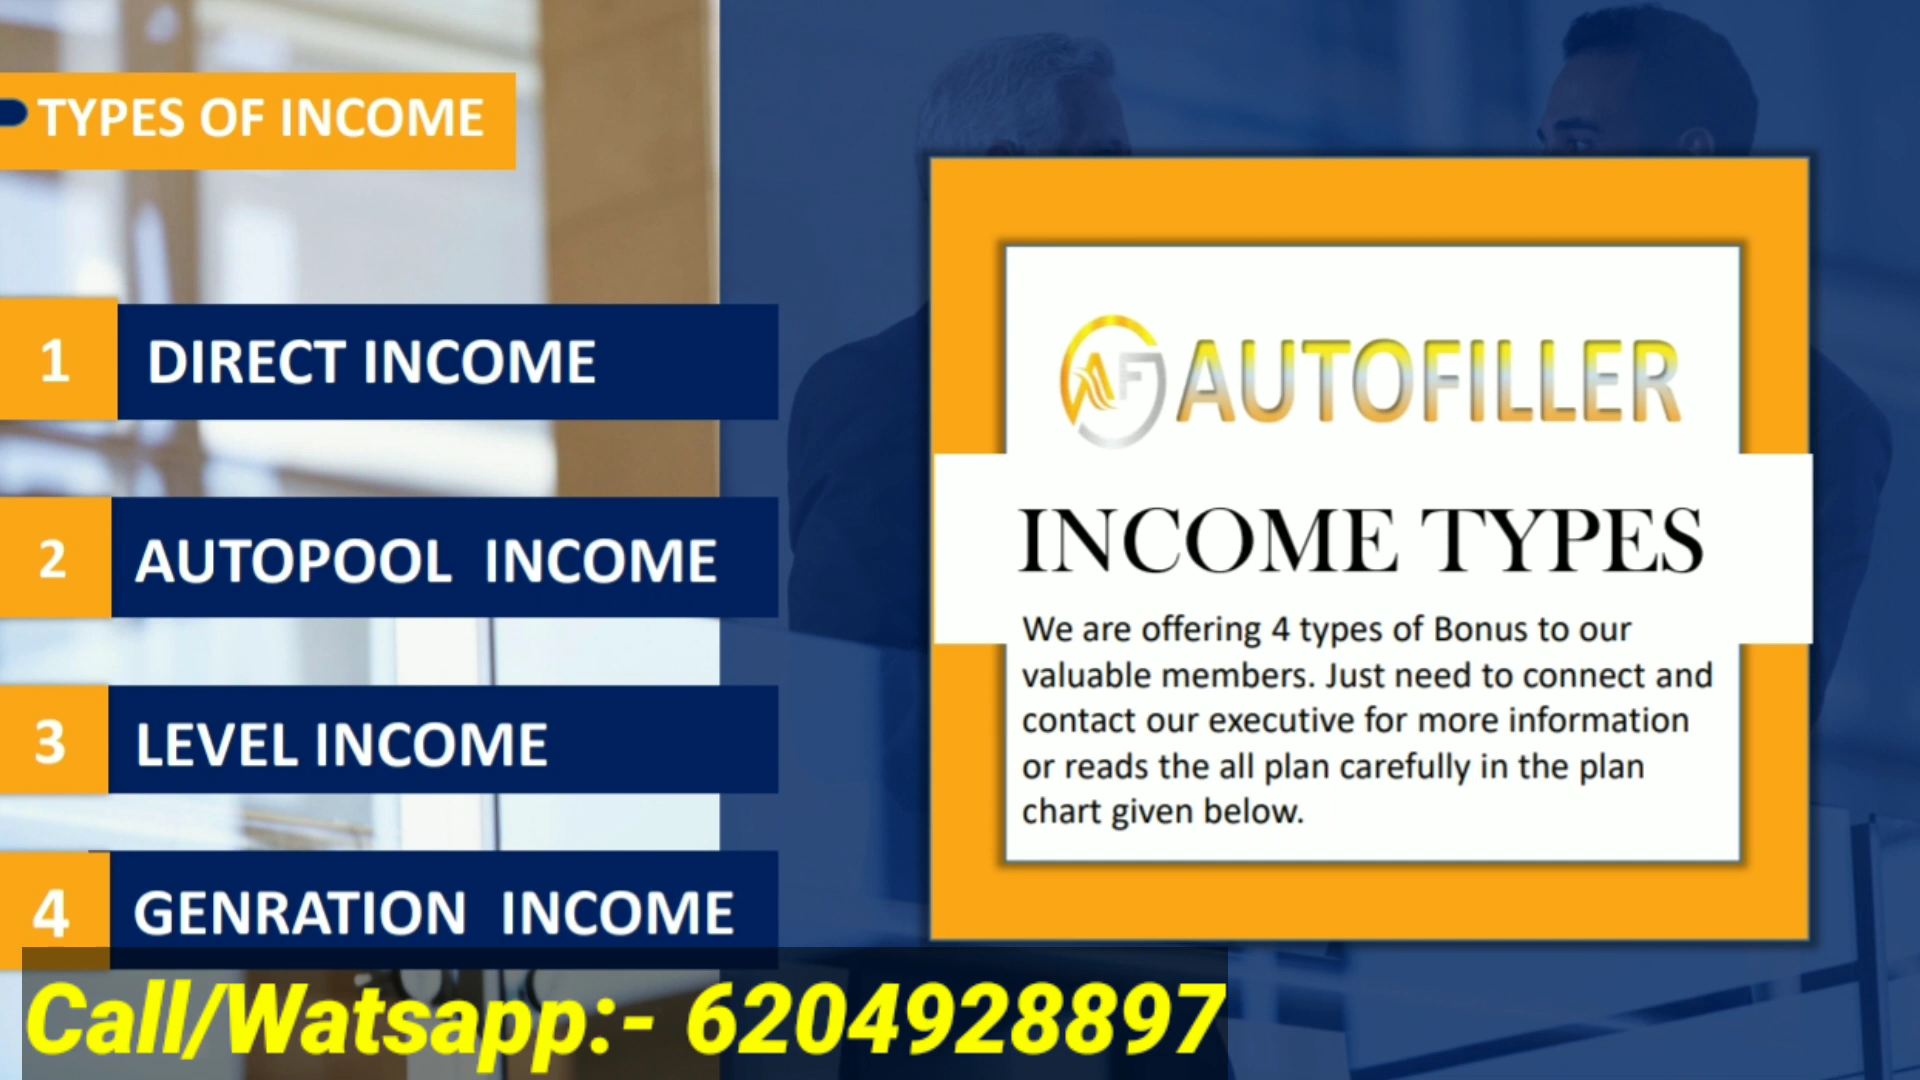 TYPES OF INCOME
1 DIRECT INCOME
2 AUTOPOOL INCOME
3 LEVEL INCOME
4 GENRATION INCOME
AF AUTOFILLER
INCOME TYPES
We are offering 4 types of Bonus to our
valuable members. Just need to connect and
contact our executive for more information
or reads the all plan carefully in the plan
chart given below.
Call/Watsapp:- 6204928897